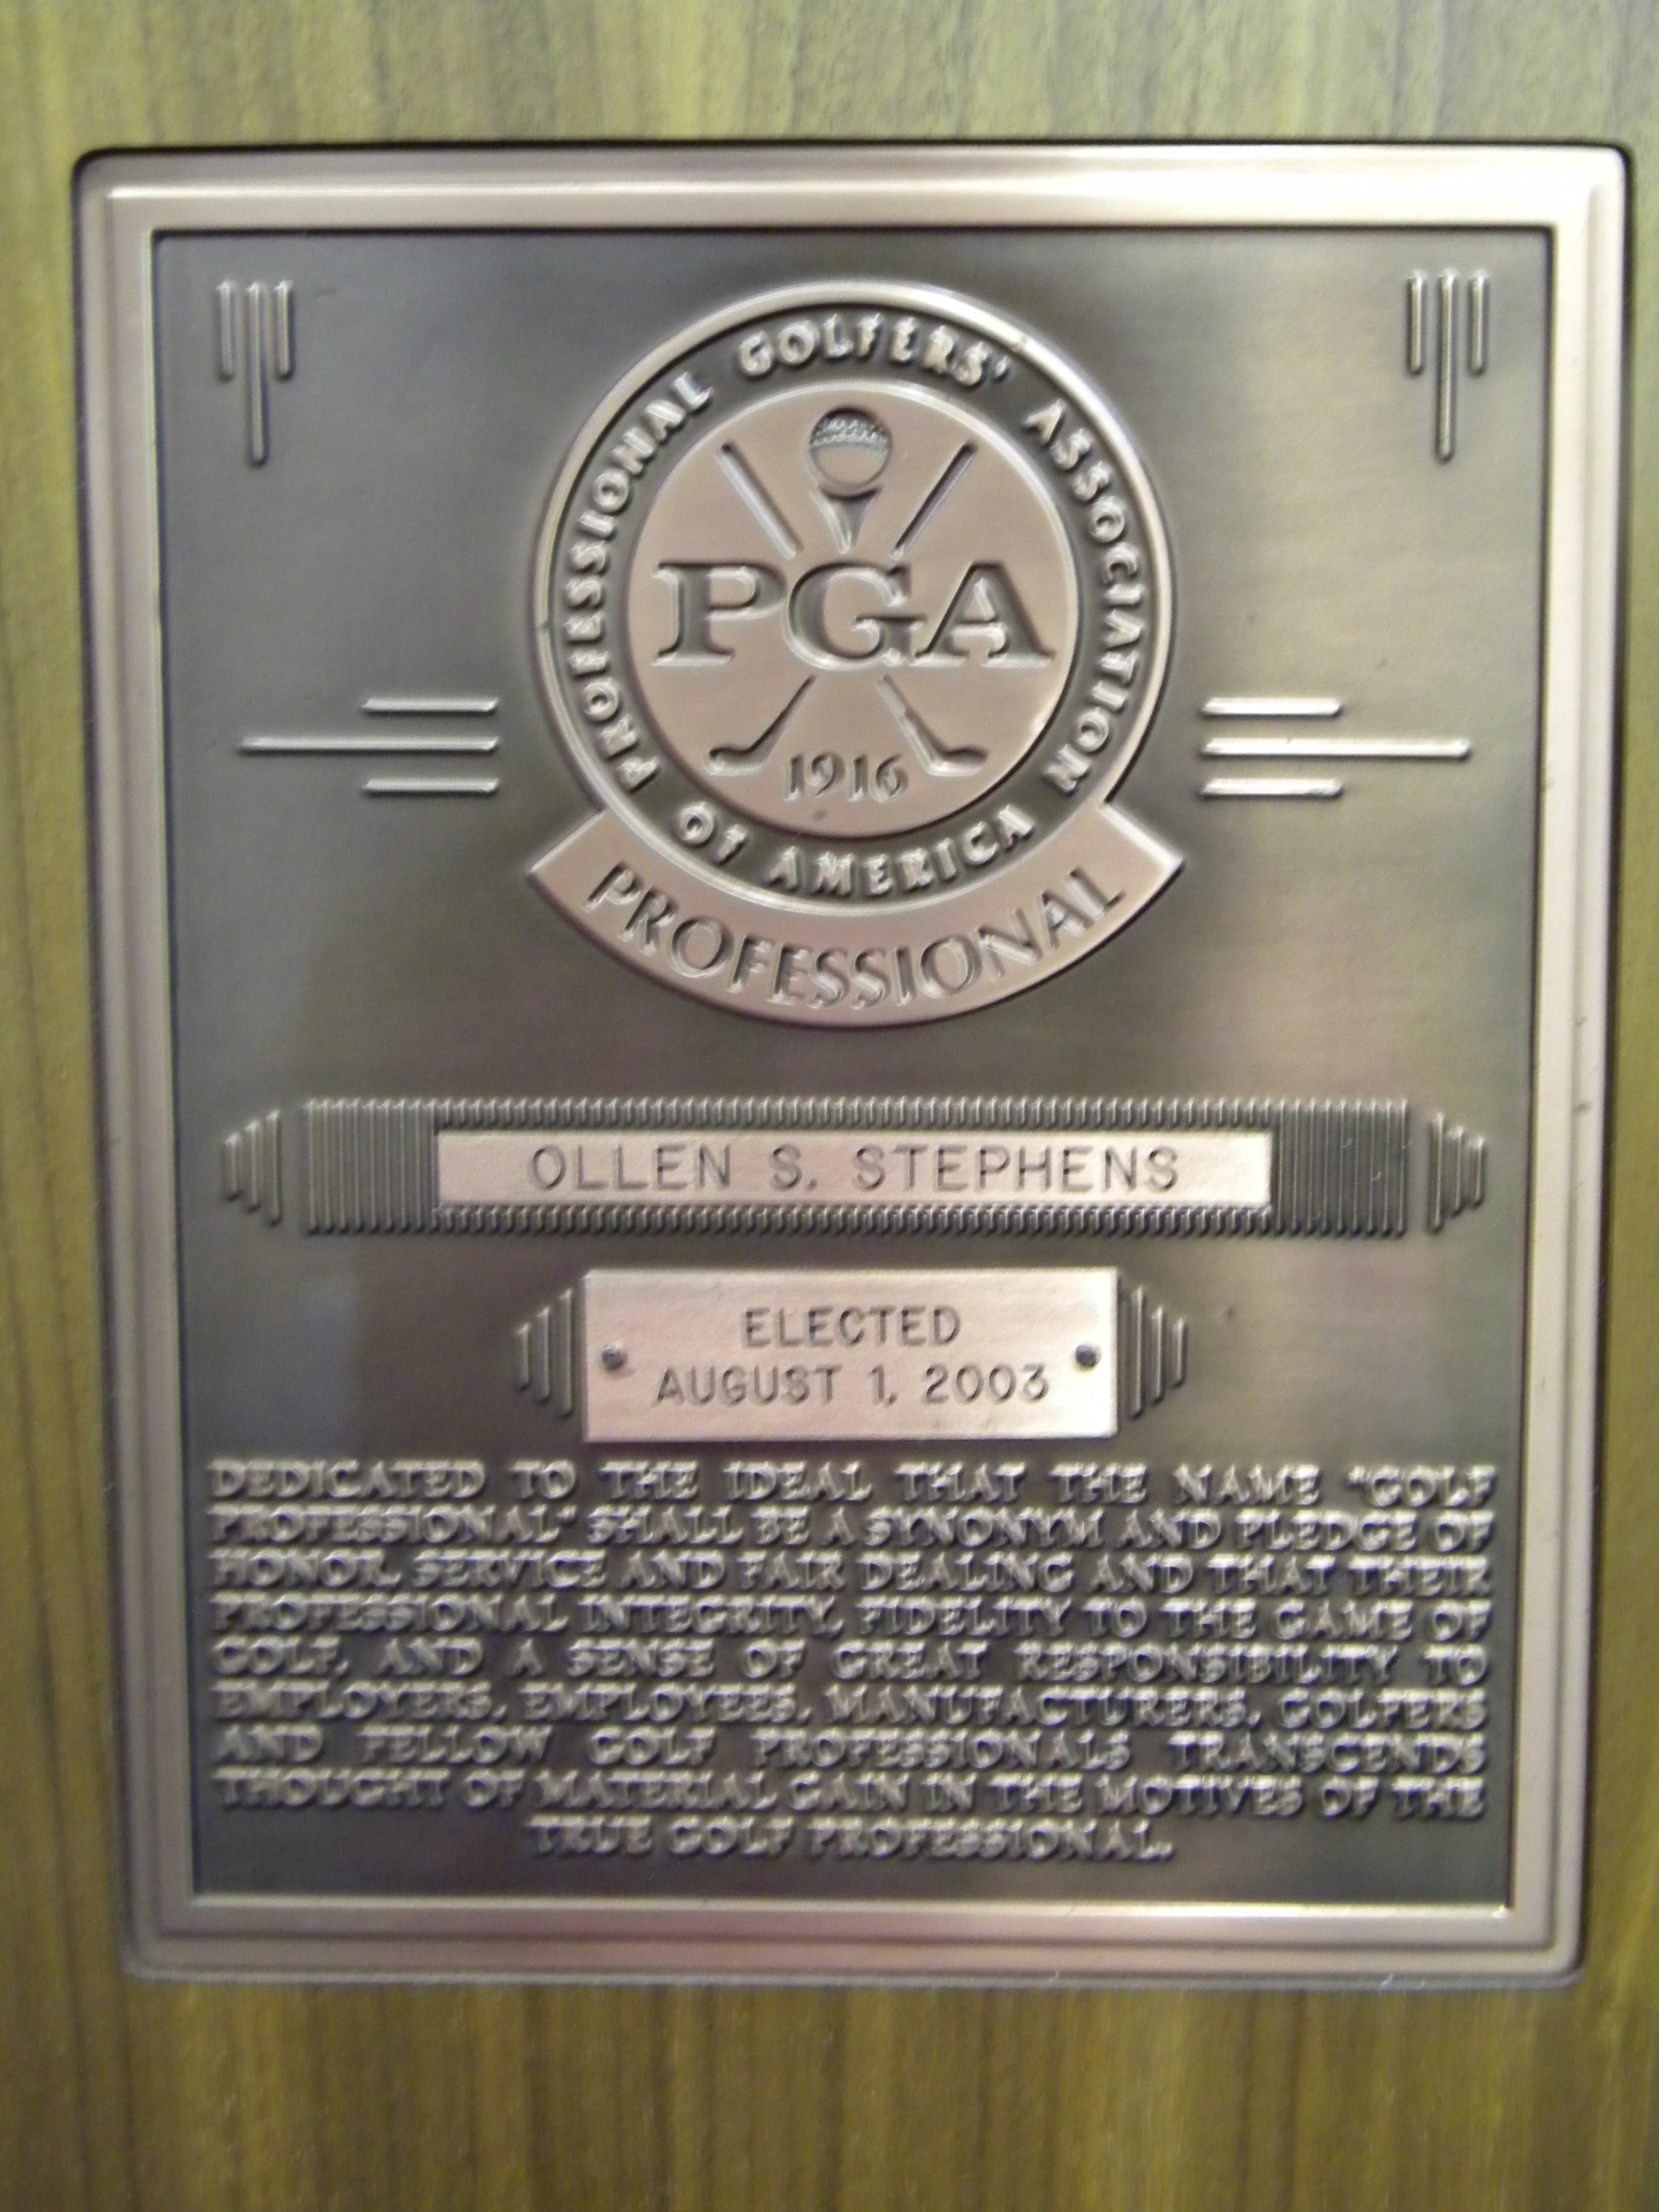 PROFESSIONAL GOLFERS' ASSOCIATION
OF AMERICA
PGA
1916
PROFESSIONAL
OLLEN S. STEPHENS
ELECTED
AUGUST 1, 2003
DEDICATED TO THE IDEAL THAT THE NAME "GOLF
PROFESSIONAL" SHALL BE A SYNONYM AND PLEDGE OF
HONOR, SERVICE AND FAIR DEALING AND THAT THEIR
PROFESSIONAL INTEGRITY, FIDELITY TO THE GAME OF
GOLF, AND A SENSE OF GREAT RESPONSIBILITY TO
EMPLOYERS, EMPLOYEES, MANUFACTURERS, GOLFERS
AND FELLOW GOLF PROFESSIONALS TRANSCENDS
THOUGHT OF MATERIAL GAIN IN THE MOTIVES OF THE
TRUE GOLF PROFESSIONAL.